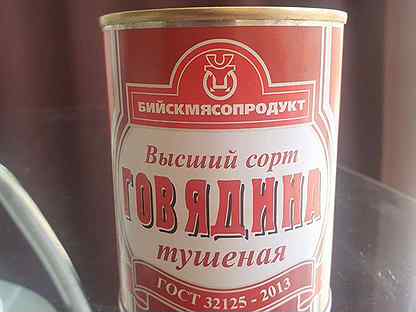 БИЙСКМЯСОПРОДУКТ
Высший сорт
ГОВЯДИНА
тушеная
ГОСТ 32125 - 2013